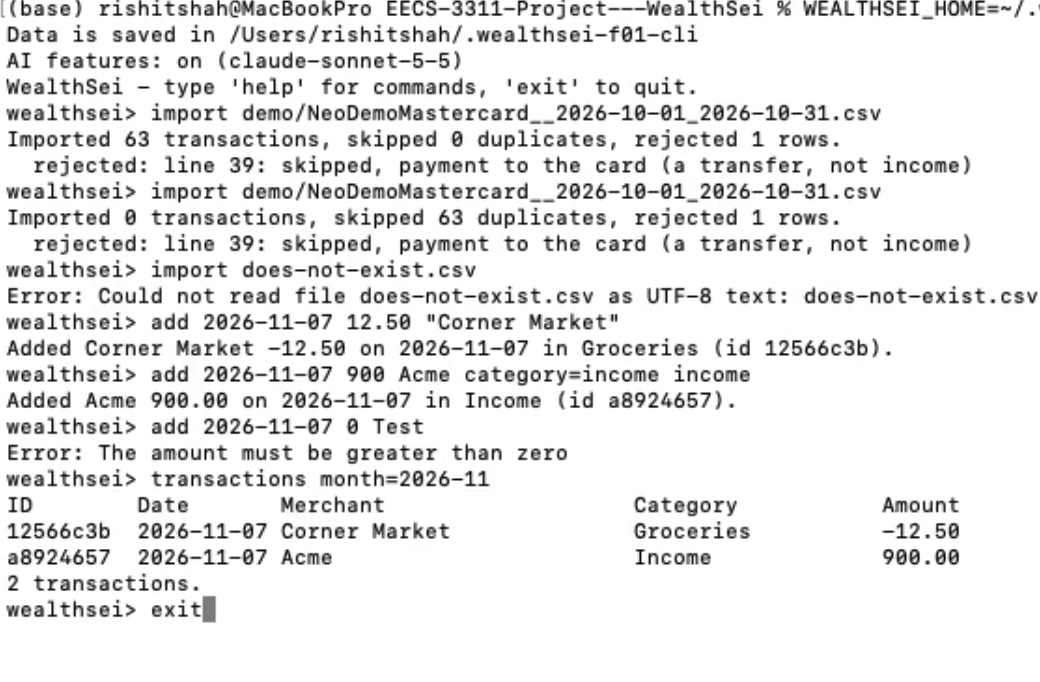 (base) rishitshah@MacBookPro EECS-3311-Project---WealthSei % WEALTHSEI_HOME=~/.
Data is saved in /Users/rishitshah/.wealthsei-f01-cli
AI features: on (claude-sonnet-5-5)
WealthSei – type 'help' for commands, 'exit' to quit.
wealthsei> import demo/NeoDemoMastercard__2026-10-01_2026-10-31.csv
Imported 63 transactions, skipped 0 duplicates, rejected 1 rows.
rejected: line 39: skipped, payment to the card (a transfer, not income)
wealthsei> import demo/NeoDemoMastercard__2026-10-01_2026-10-31.csv
Imported 0 transactions, skipped 63 duplicates, rejected 1 rows.
rejected: line 39: skipped, payment to the card (a transfer, not income)
wealthsei> import does-not-exist.csv
Error: Could not read file does-not-exist.csv as UTF-8 text: does-not-exist.csv
wealthsei> add 2026-11-07 12.50 "Corner Market"
Added Corner Market -12.50 on 2026-11-07 in Groceries (id 12566c3b).
wealthsei> add 2026-11-07 900 Acme category=income income
Added Acme 900.00 on 2026-11-07 in Income (id a8924657).
wealthsei> add 2026-11-07 0 Test
Error: The amount must be greater than zero
wealthsei> transactions month=2026-11
ID Date Merchant Category Amount
12566c3b 2026-11-07 Corner Market Groceries -12.50
a8924657 2026-11-07 Acme Income 900.00
2 transactions.
wealthsei> exit